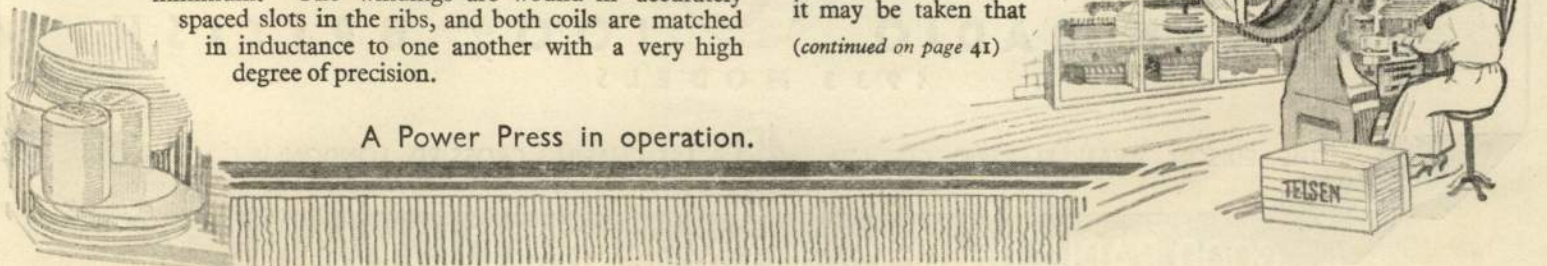 spaced slots in the ribs, and both coils are matched
in inductance to one another with a very high
degree of precision.
it may be taken that
(continued on page 41)
A Power Press in operation.
TELSEN